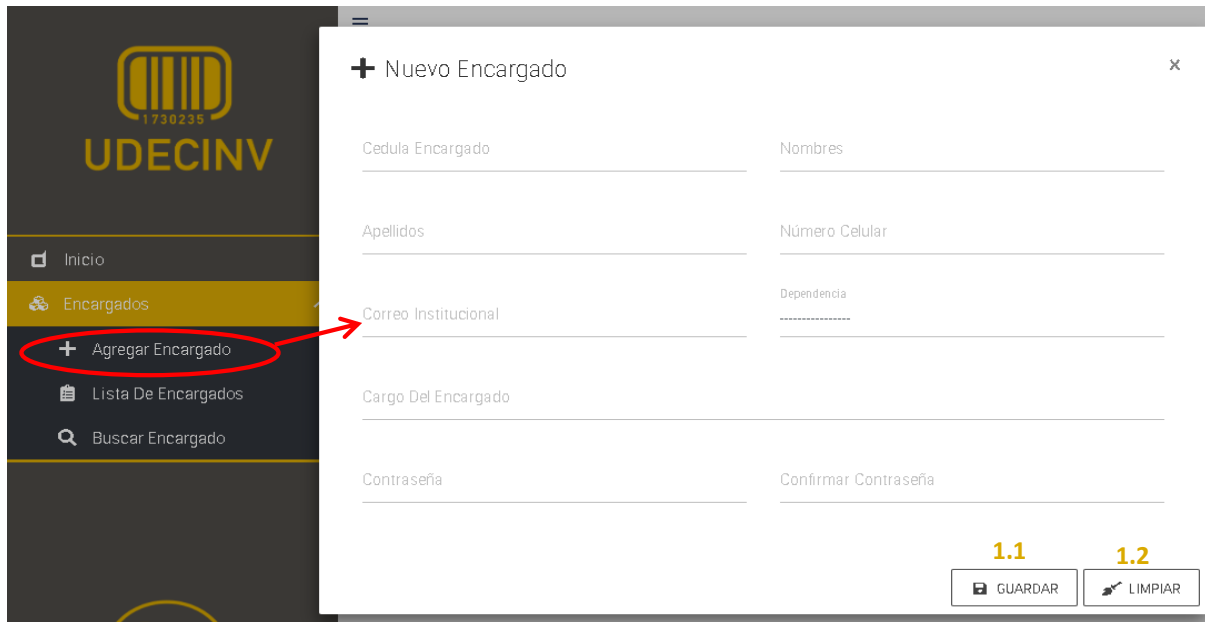 1730235
UDECINV
Inicio
Encargados
Agregar Encargado
Lista De Encargados
Buscar Encargado
Nuevo Encargado
x
Cedula Encargado
Nombres
Apellidos
Número Celular
Correo Institucional
Dependencia
----------------
Cargo Del Encargado
Contraseña
Confirmar Contraseña
1.1
1.2
GUARDAR
LIMPIAR